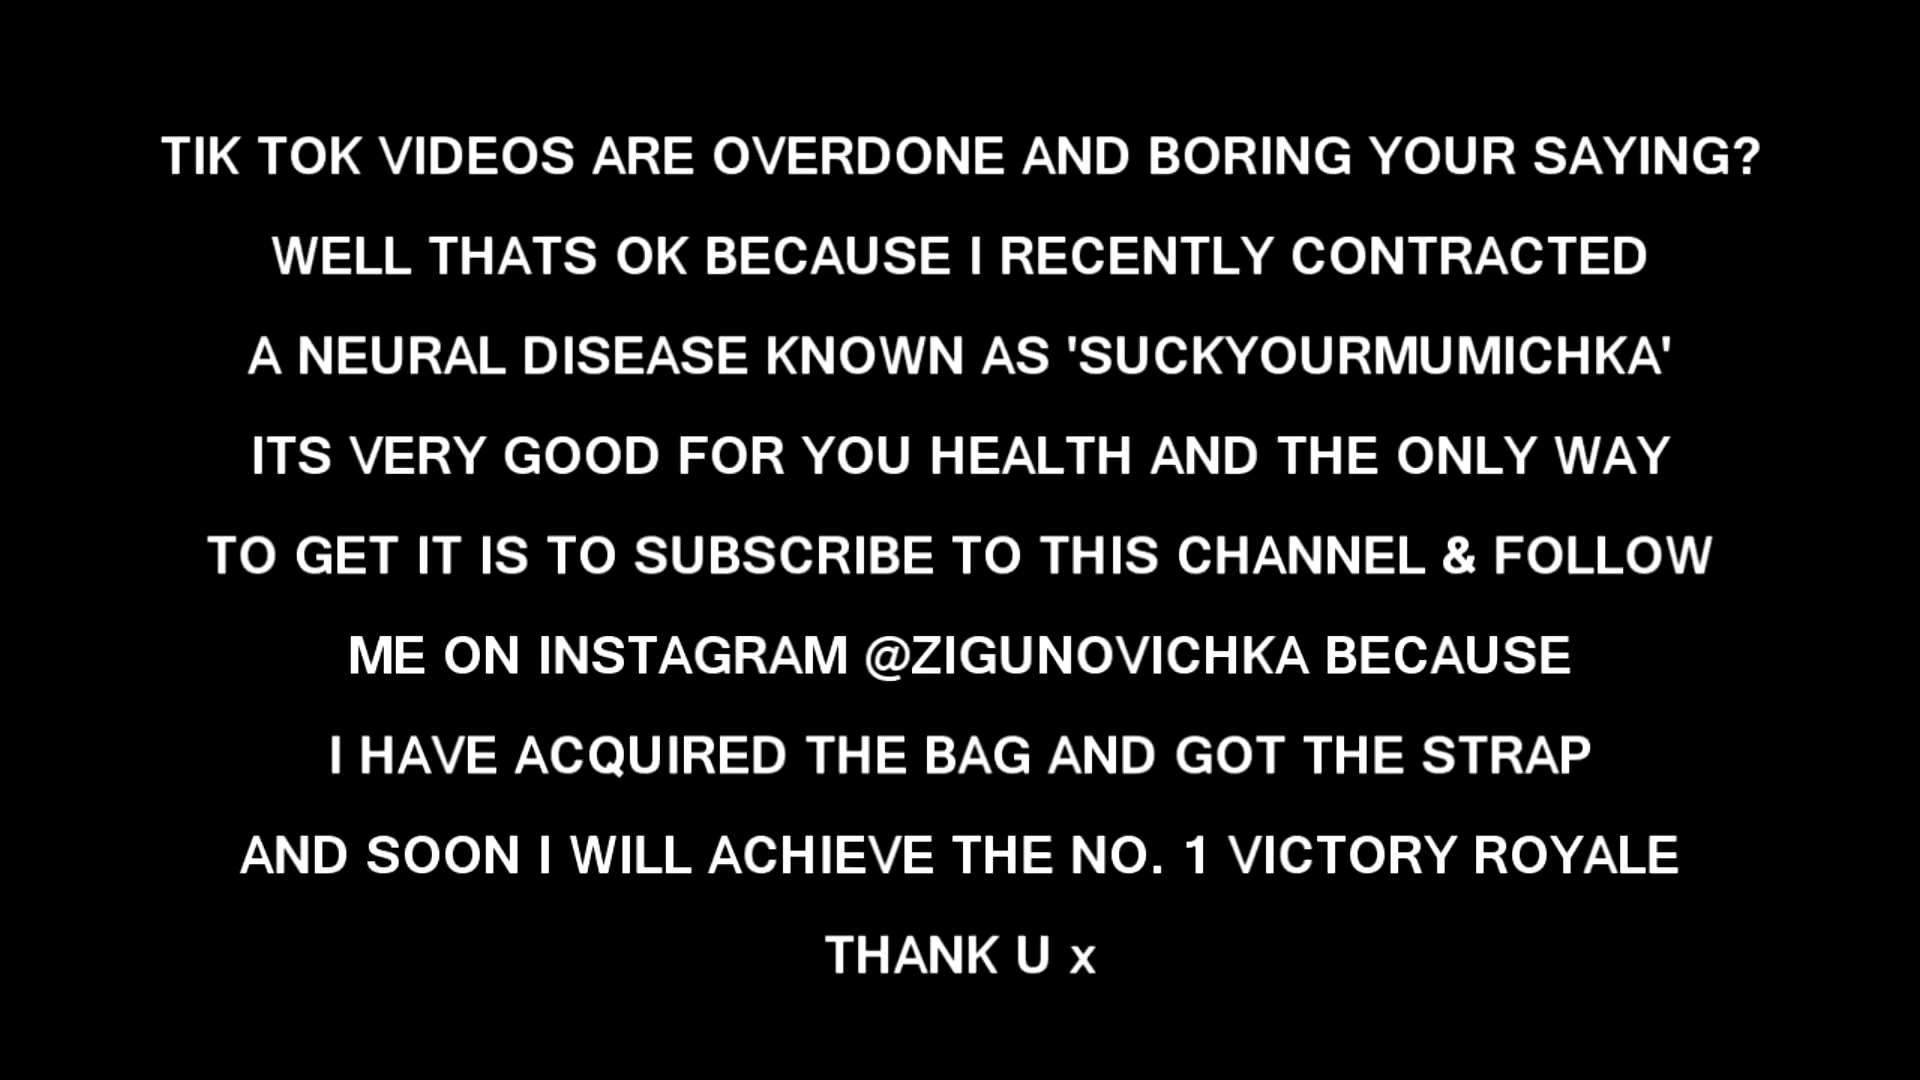 TIK TOK VIDEOS ARE OVERDONE AND BORING YOUR SAYING?
WELL THATS OK BECAUSE I RECENTLY CONTRACTED
A NEURAL DISEASE KNOWN AS 'SUCKYOURMUMICHKA'
ITS VERY GOOD FOR YOU HEALTH AND THE ONLY WAY
TO GET IT IS TO SUBSCRIBE TO THIS CHANNEL & FOLLOW
ME ON INSTAGRAM @ZIGUNOVICHKA BECAUSE
I HAVE ACQUIRED THE BAG AND GOT THE STRAP
AND SOON I WILL ACHIEVE THE NO. 1 VICTORY ROYALE
THANK U x